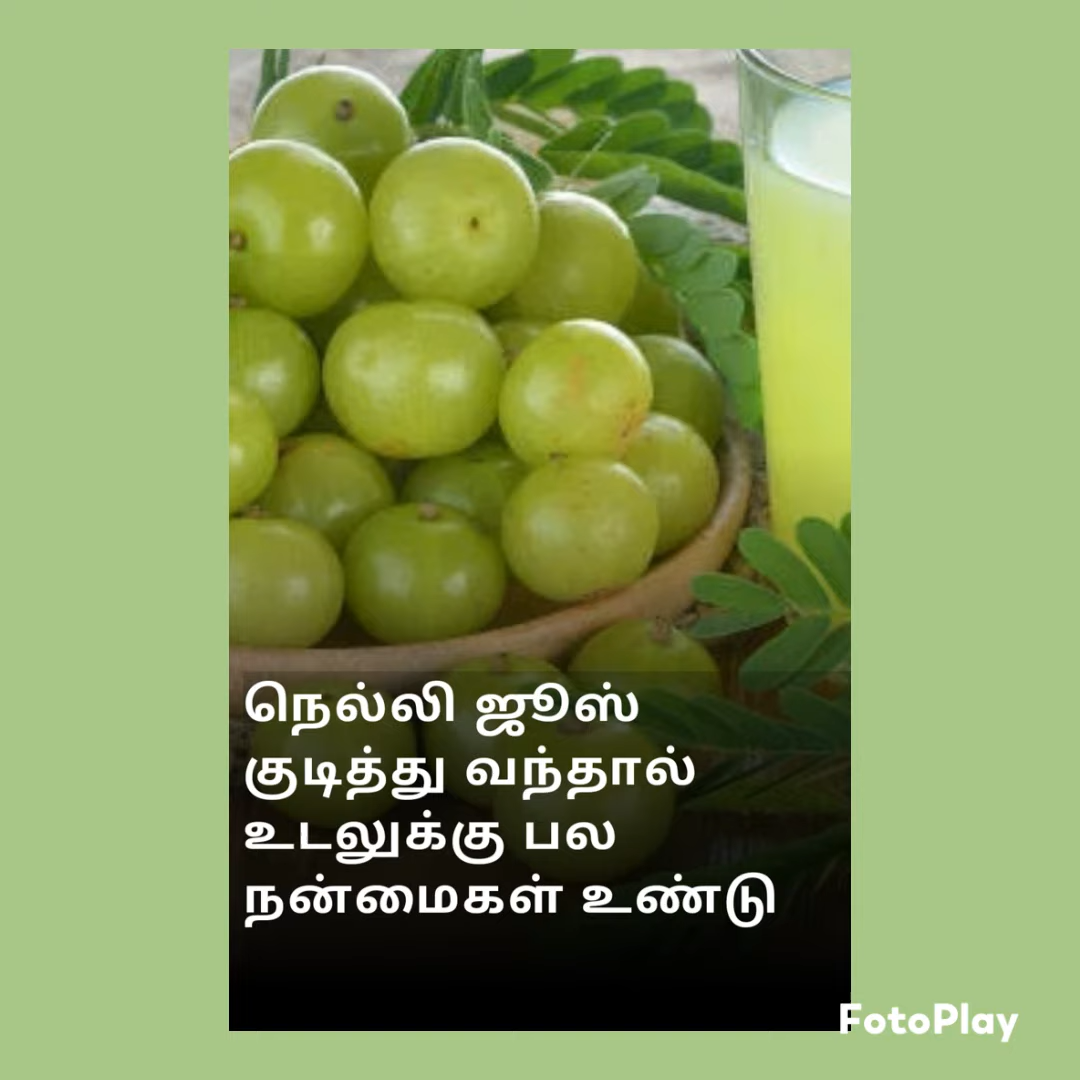 நெல்லி ஜூஸ்
குடித்து வந்தால்
உடலுக்கு பல
நன்மைகள் உண்டு
FotoPlay